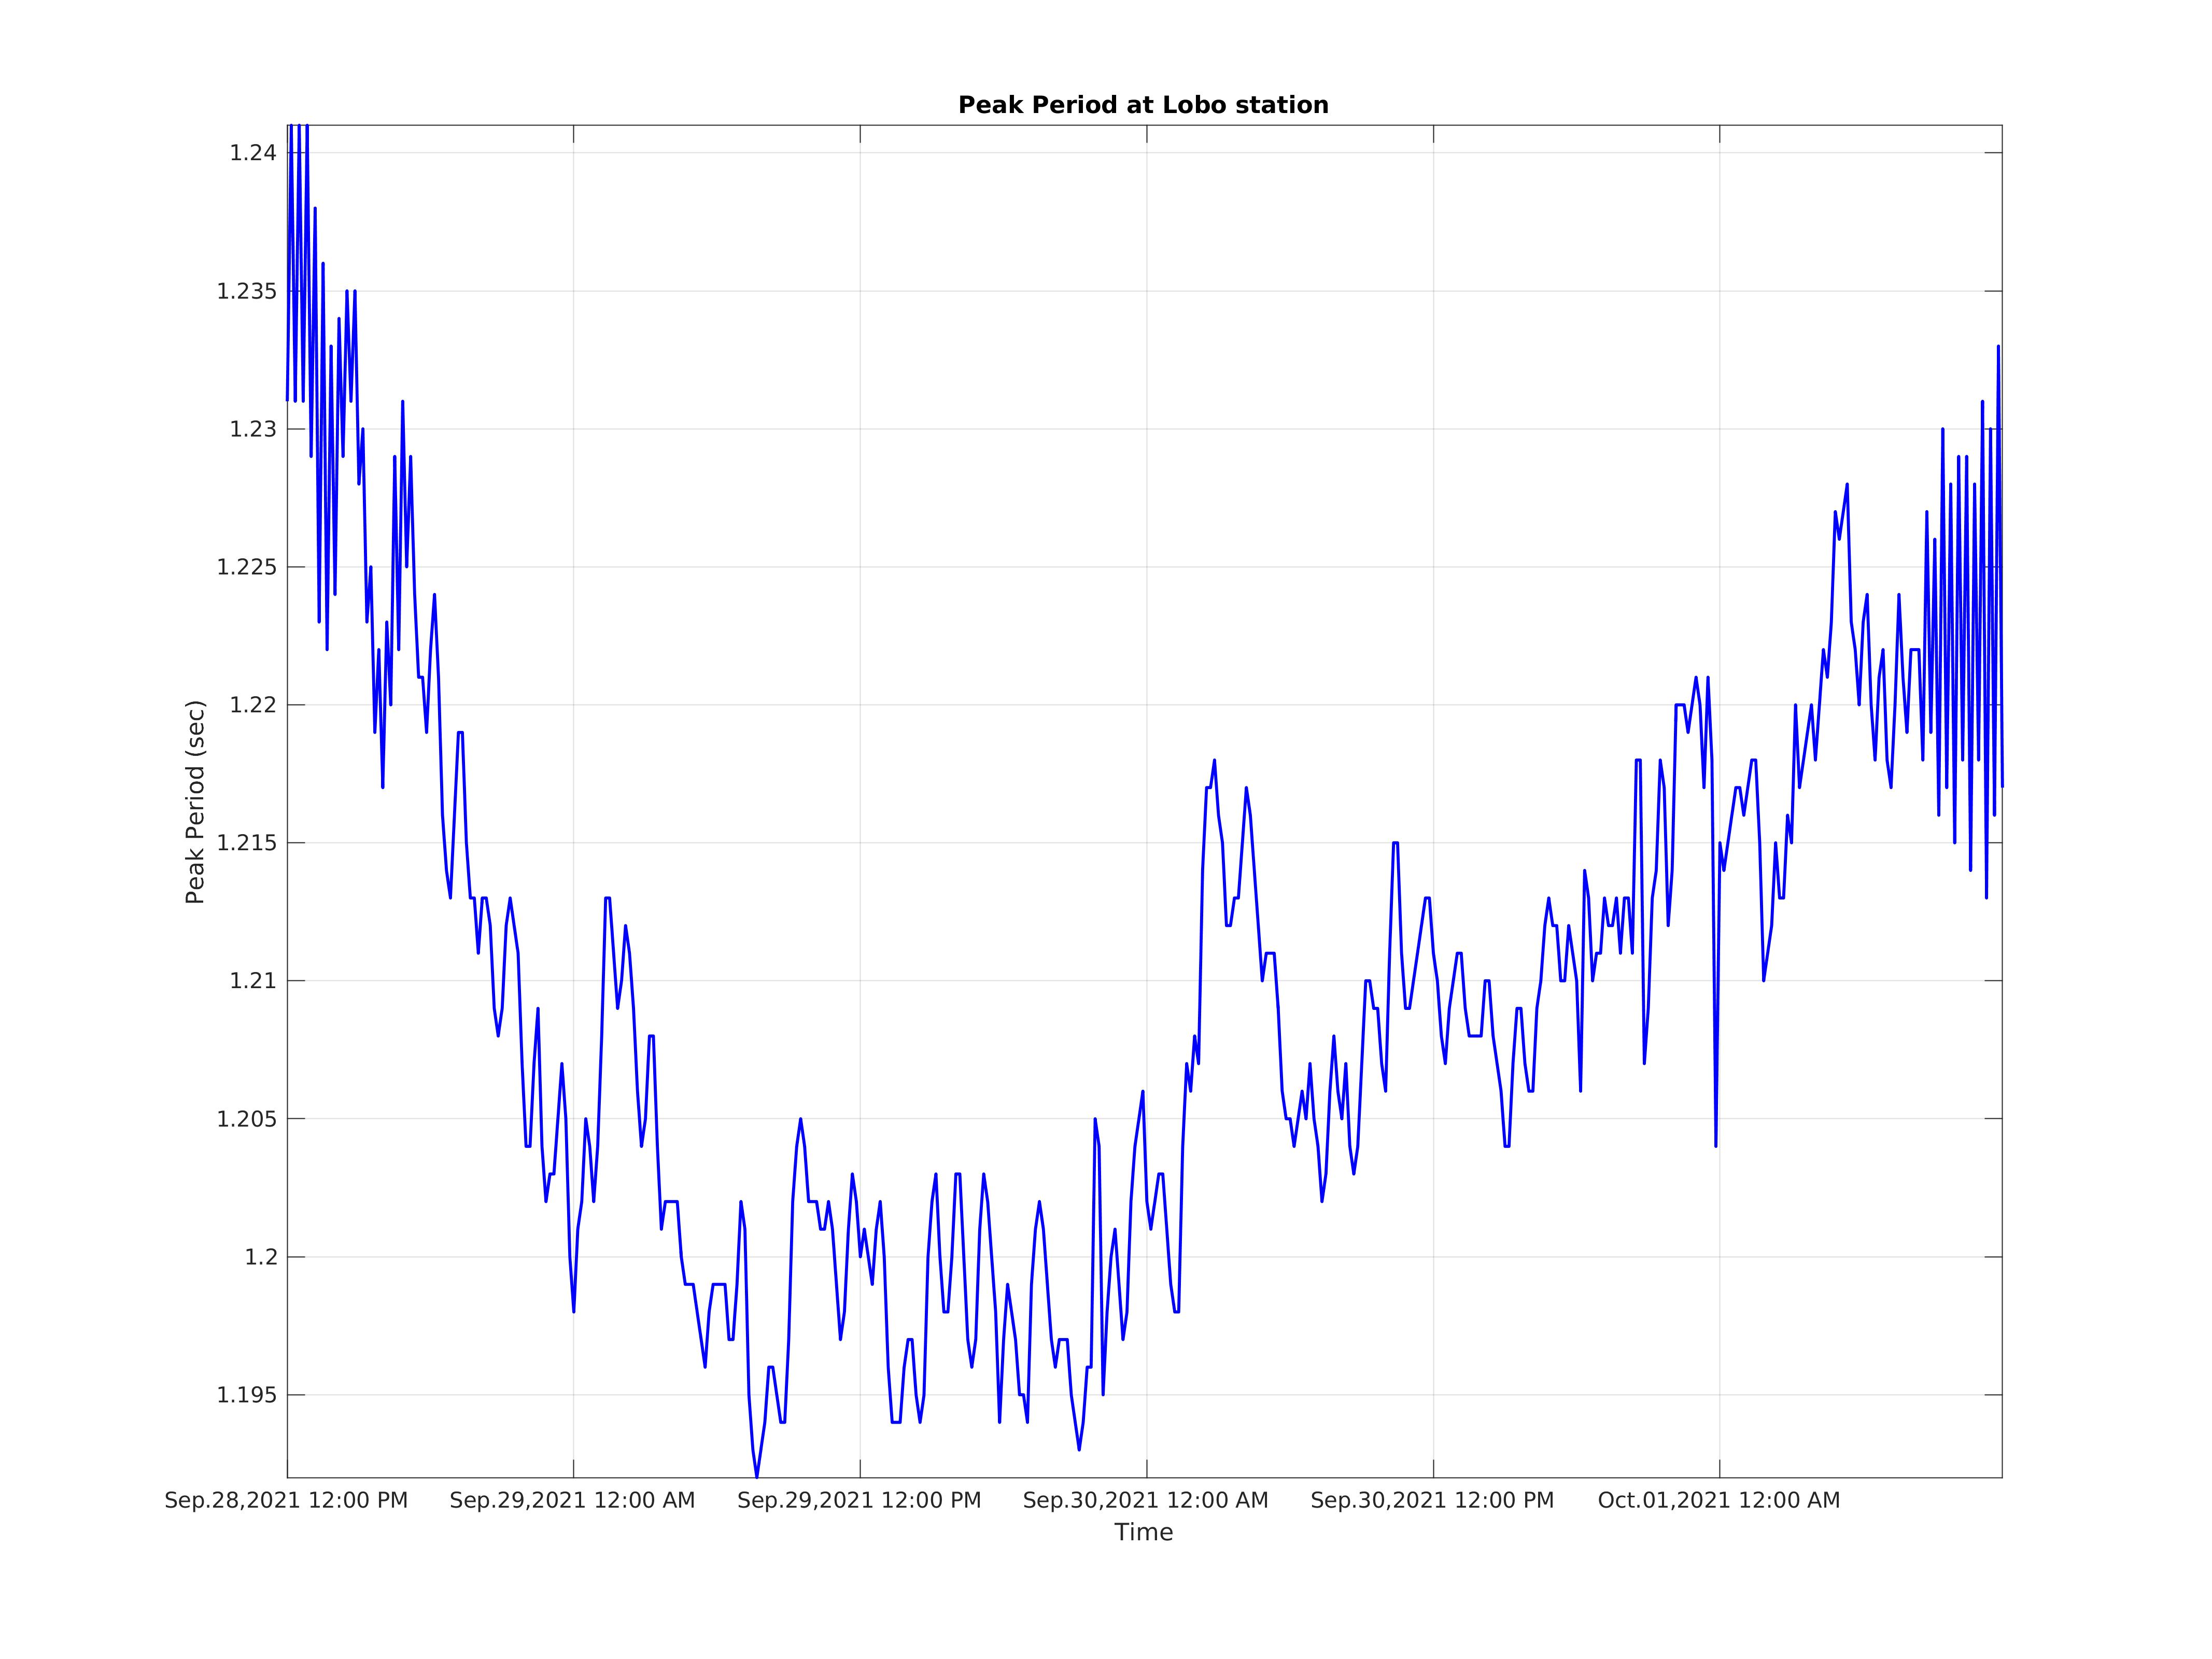 Peak Period at Lobo station
1.24
1.235
1.23
1.225
1.22
1.215
1.21
1.205
1.2
1.195
Peak Period (sec)
Sep.28,2021 12:00 PM Sep.29,2021 12:00 AM Sep.29,2021 12:00 PM Sep.30,2021 12:00 AM Sep.30,2021 12:00 PM Oct.01,2021 12:00 AM
Time